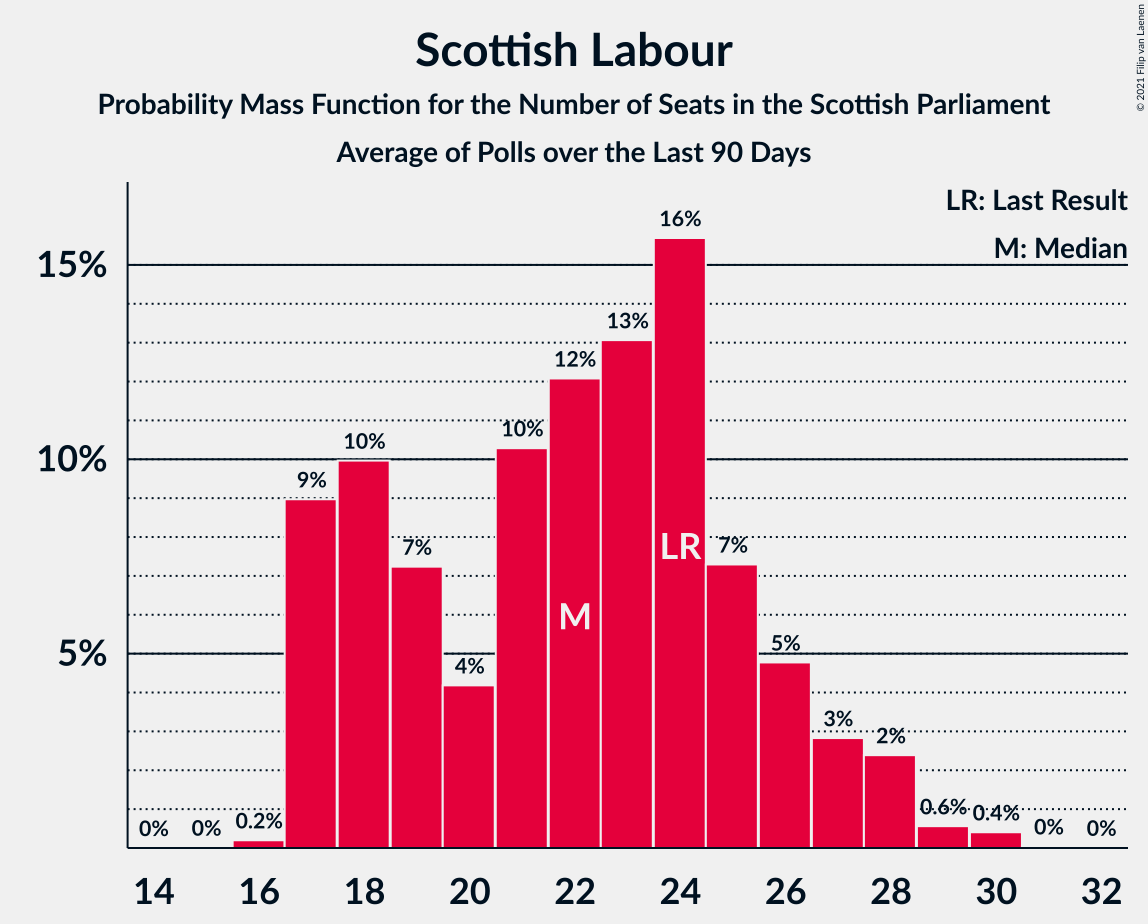 Scottish Labour
Probability Mass Function for the Number of Seats in the Scottish Parliament
Average of Polls over the Last 90 Days
© 2021 Filip van Laenen
LR: Last Result
M: Median
15%
10%
5%
0%
0%
0.2%
9%
10%
7%
4%
10%
12%
13%
16%
7%
5%
3%
2%
0.6%
0.4%
0%
0%
M
LR
14 16 18 20 22 24 26 28 30 32